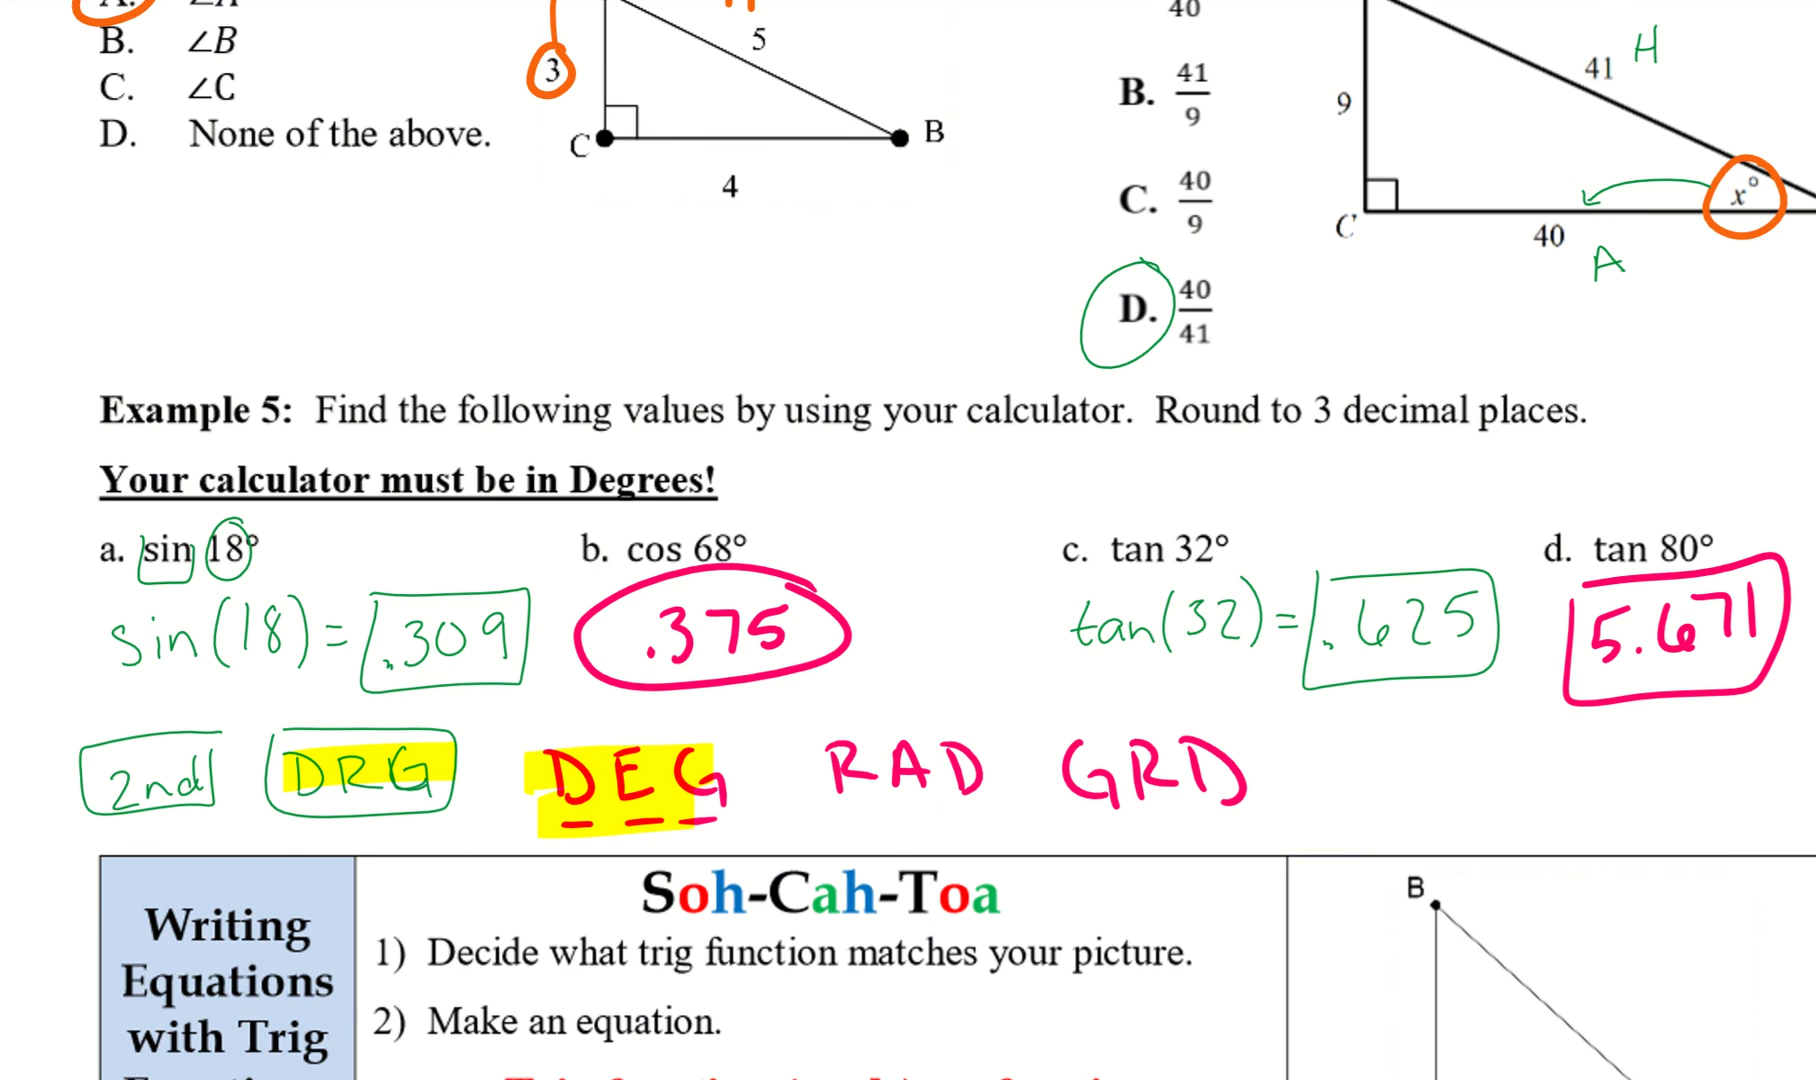 A. ∠A
B. ∠B
C. ∠C
D. None of the above.
3
5
C
B
4
40
B. 41/9
C. 40/9
D. 40/41
9
41 H
x°
C
40
A
Example 5: Find the following values by using your calculator. Round to 3 decimal places.
Your calculator must be in Degrees!
a. sin 18° b. cos 68° c. tan 32° d. tan 80°
sin(18) = .309 .375 tan(32) = .625 5.671
2nd DRG DEG RAD GRD
Writing
Equations
with Trig
Soh-Cah-Toa
1) Decide what trig function matches your picture.
2) Make an equation.
B